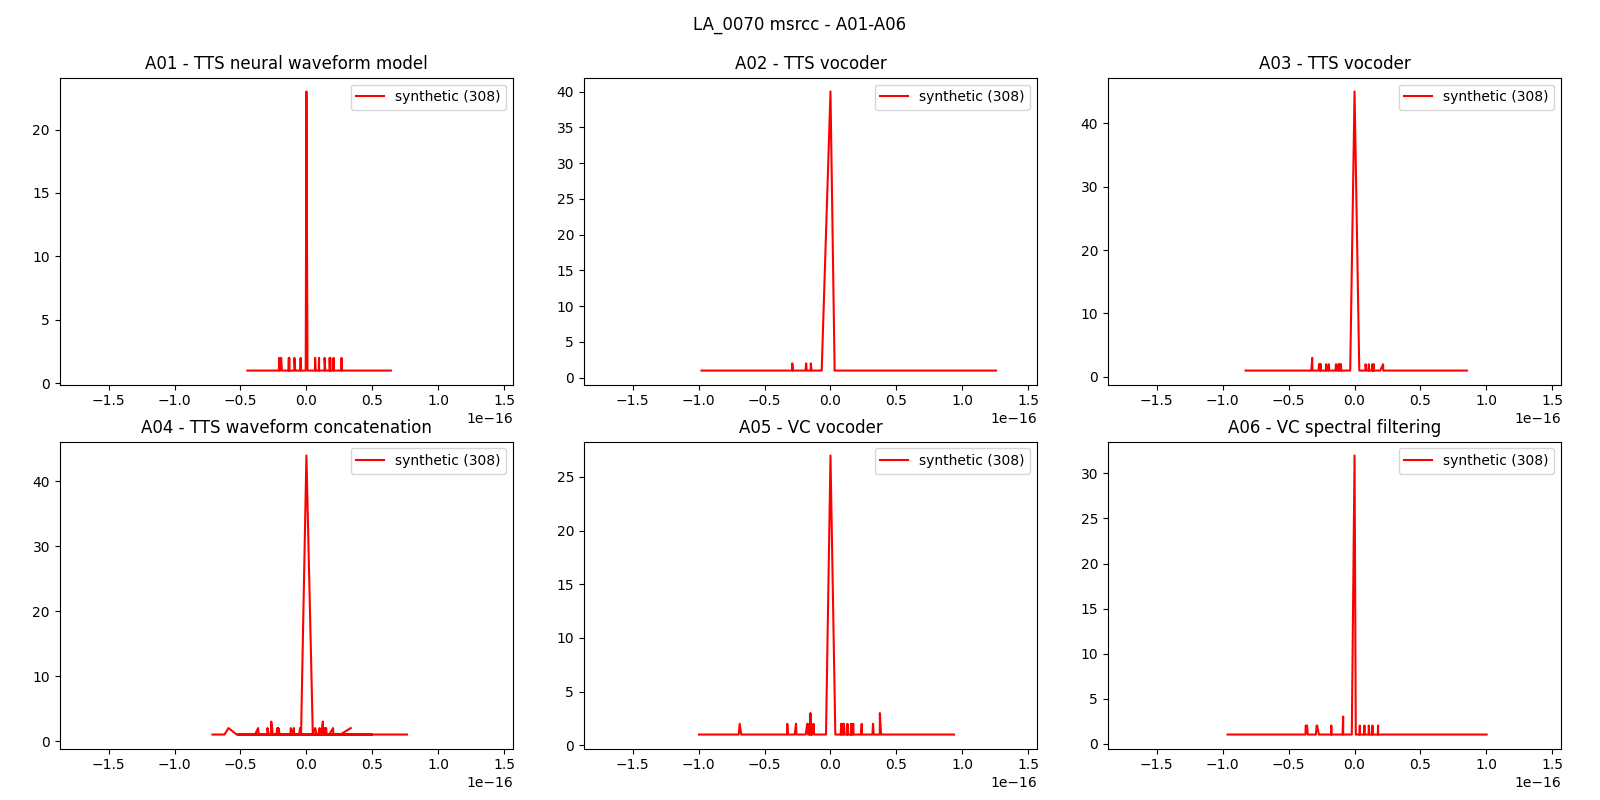 LA_0070 msrcc - A01-A06
A01 - TTS neural waveform model
A02 - TTS vocoder
A03 - TTS vocoder
synthetic (308)
synthetic (308)
synthetic (308)
20
15
10
5
0
40
35
30
25
20
15
10
5
0
40
30
20
10
0
−1.5 −1.0 −0.5 0.0 0.5 1.0 1.5
1e−16
−1.5 −1.0 −0.5 0.0 0.5 1.0 1.5
1e−16
−1.5 −1.0 −0.5 0.0 0.5 1.0 1.5
1e−16
A04 - TTS waveform concatenation
A05 - VC vocoder
A06 - VC spectral filtering
synthetic (308)
synthetic (308)
synthetic (308)
40
30
20
10
0
25
20
15
10
5
0
30
25
20
15
10
5
0
−1.5 −1.0 −0.5 0.0 0.5 1.0 1.5
1e−16
−1.5 −1.0 −0.5 0.0 0.5 1.0 1.5
1e−16
−1.5 −1.0 −0.5 0.0 0.5 1.0 1.5
1e−16